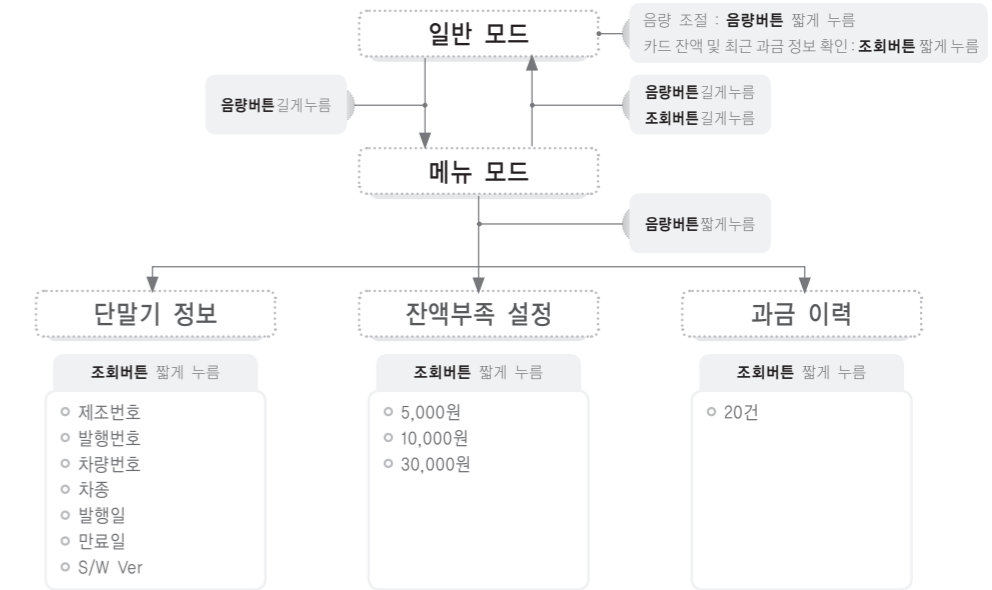 일반 모드
음량 조절 : 음량버튼 짧게 누름
카드 잔액 및 최근 과금 정보 확인 : 조회버튼 짧게 누름
음량버튼길게누름
음량버튼길게누름
조회버튼길게누름
메뉴 모드
음량버튼짧게누름
단말기 정보
조회버튼 짧게 누름
제조번호
발행번호
차량번호
차종
발행일
만료일
S/W Ver
잔액부족 설정
조회버튼 짧게 누름
5,000원
10,000원
30,000원
과금 이력
조회버튼 짧게 누름
20건